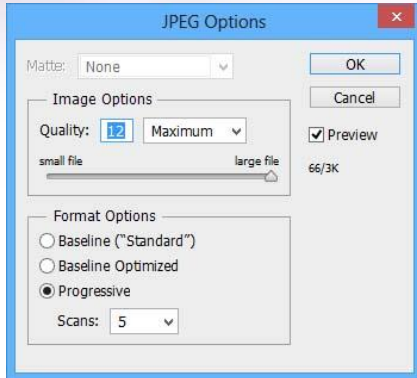 JPEG Options
×
Matte: None
OK
Image Options
Cancel
Quality: 12 Maximum
Preview
small file large file
66/3K
Format Options
Baseline (“Standard”)
Baseline Optimized
Progressive
Scans: 5